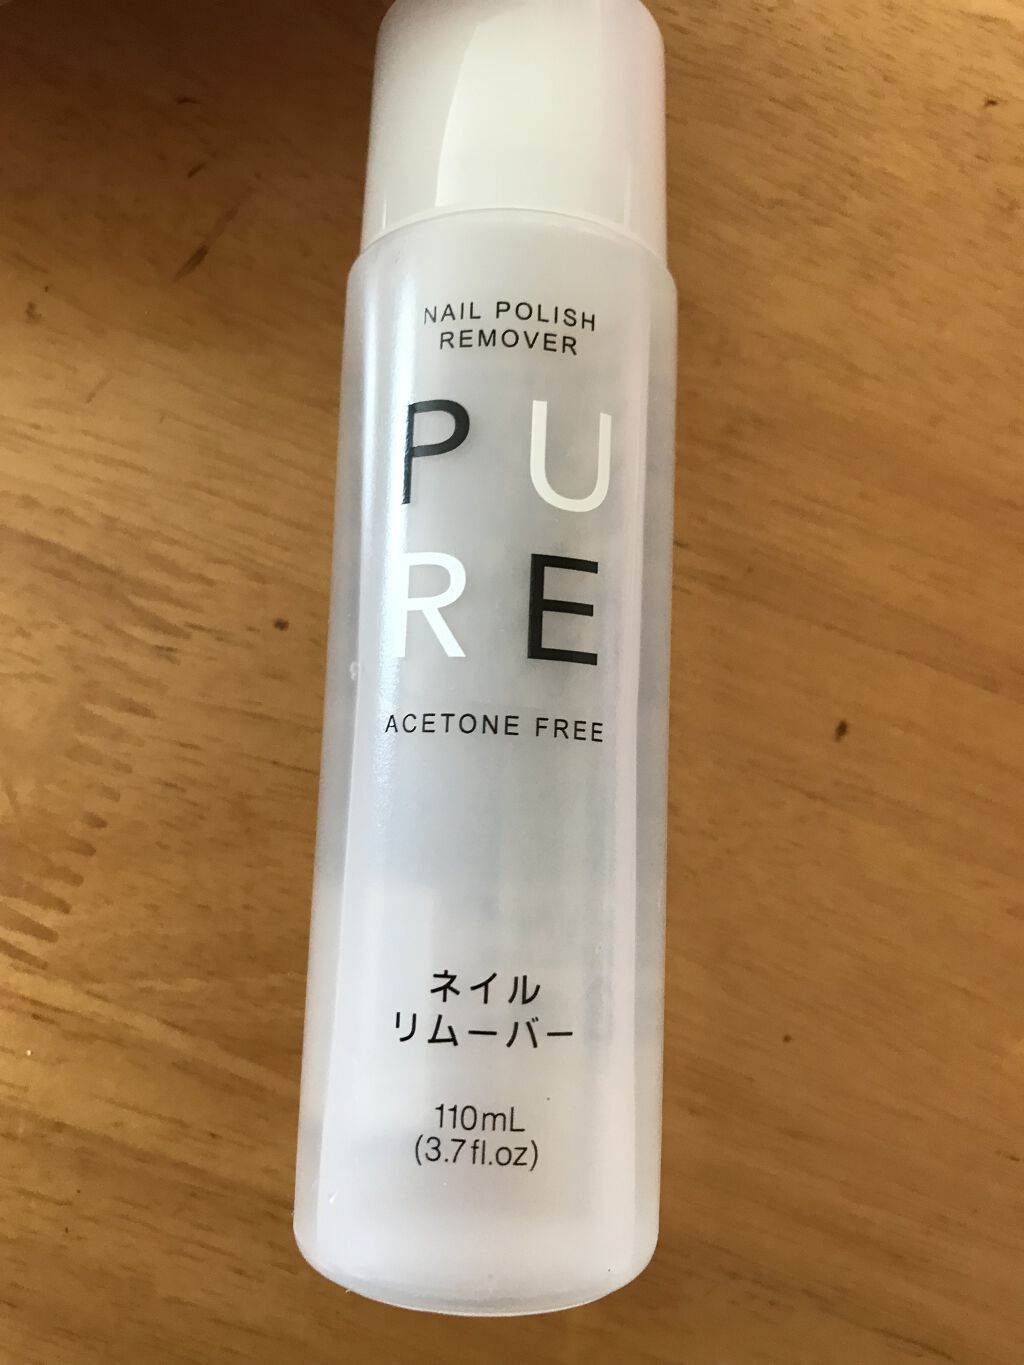 NAIL POLISH
REMOVER
P U
R E
ACETONE FREE
ネイル
リムーバー
110mL
(3.7fl.oz)